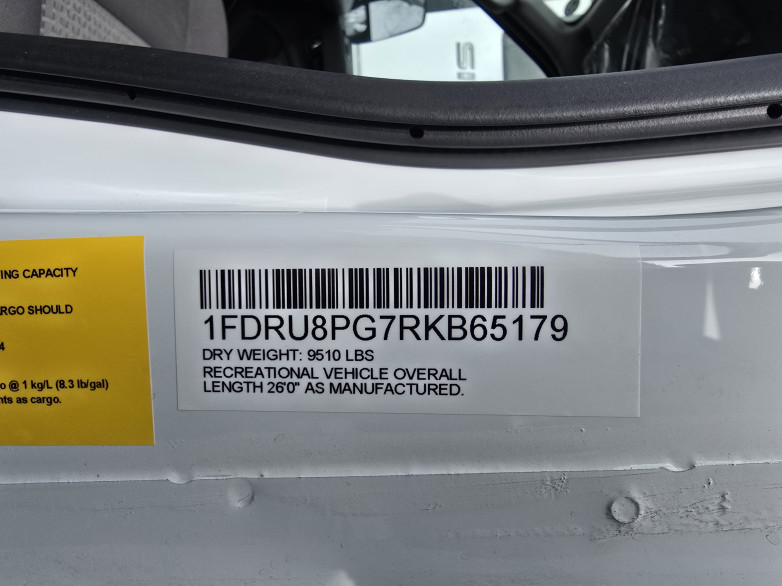 ING CAPACITY
RGO SHOULD
4
o @ 1 kg/L (8.3 lb/gal)
nts as cargo.
1FDRU8PG7RKB65179
DRY WEIGHT: 9510 LBS
RECREATIONAL VEHICLE OVERALL
LENGTH 26'0" AS MANUFACTURED.